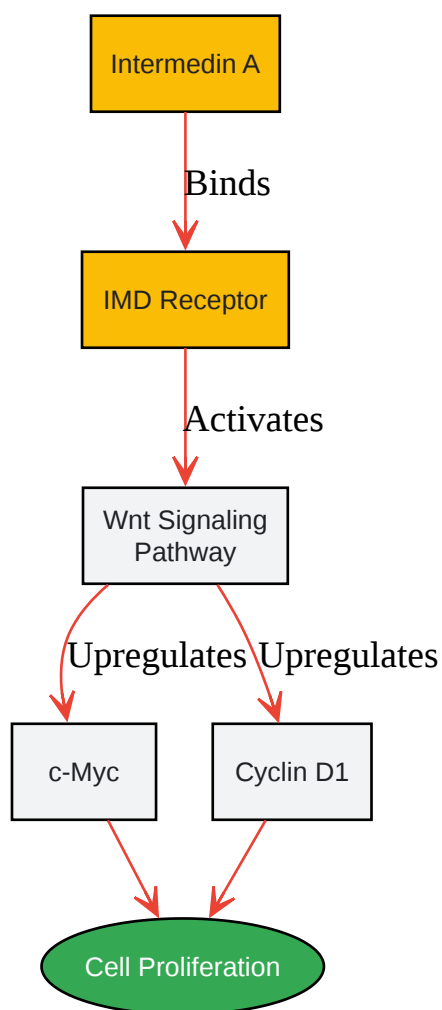 Intermedin A
Binds
IMD Receptor
Activates
Wnt Signaling
Pathway
Upregulates
Upregulates
c-Myc
Cyclin D1
Cell Proliferation